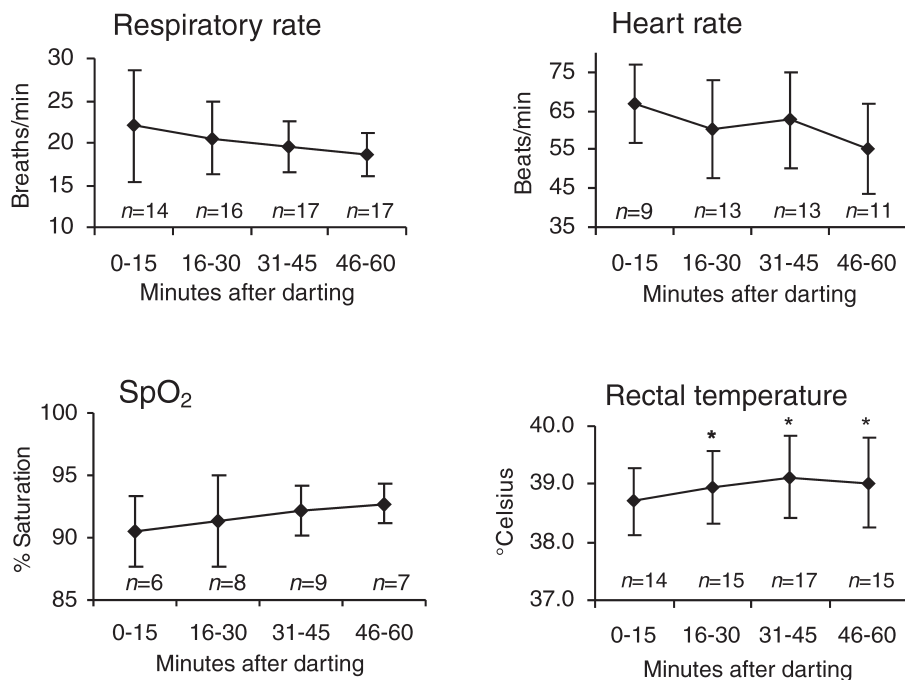 Respiratory rate
Breaths/min
30
25
20
15
10
n=14 n=16 n=17 n=17
0-15 16-30 31-45 46-60
Minutes after darting
Heart rate
Beats/min
75
65
55
45
35
n=9 n=13 n=13 n=11
0-15 16-30 31-45 46-60
Minutes after darting
SpO₂
% Saturation
100
95
90
85
n=6 n=8 n=9 n=7
0-15 16-30 31-45 46-60
Minutes after darting
Rectal temperature
°Celsius
40.0
39.0
38.0
37.0
* * *
n=14 n=15 n=17 n=15
0-15 16-30 31-45 46-60
Minutes after darting